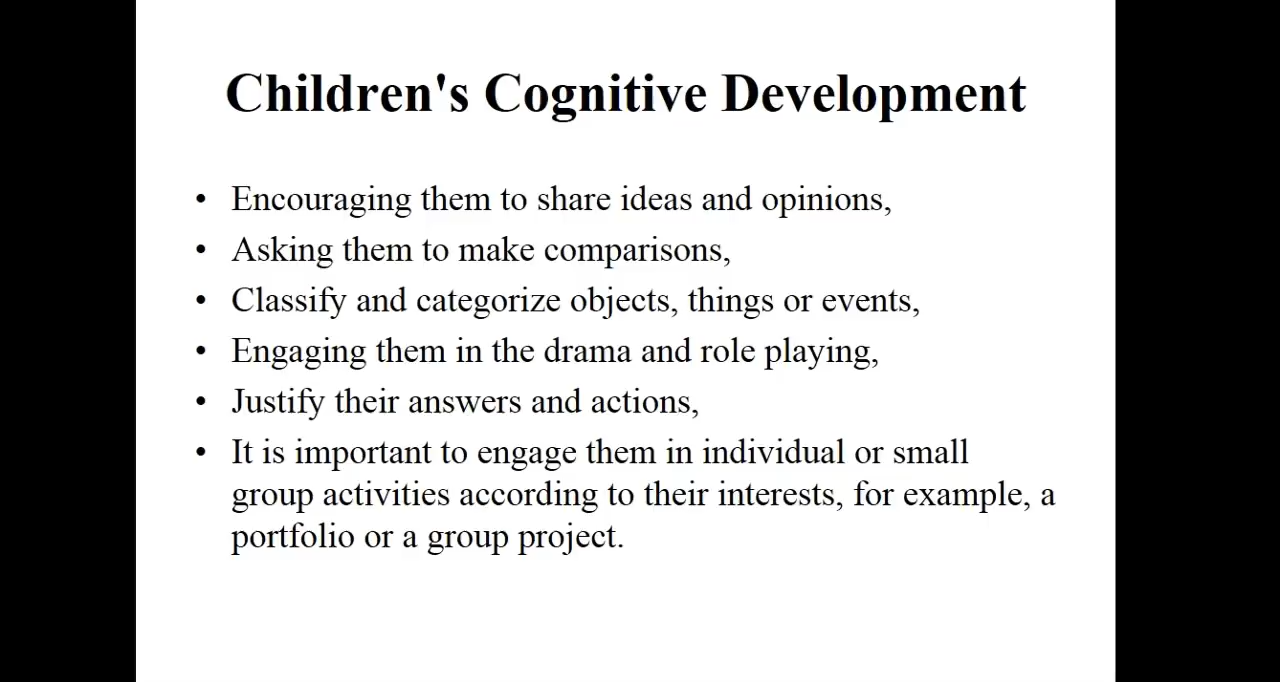 Children's Cognitive Development
• Encouraging them to share ideas and opinions,
• Asking them to make comparisons,
• Classify and categorize objects, things or events,
• Engaging them in the drama and role playing,
• Justify their answers and actions,
• It is important to engage them in individual or small
group activities according to their interests, for example, a
portfolio or a group project.